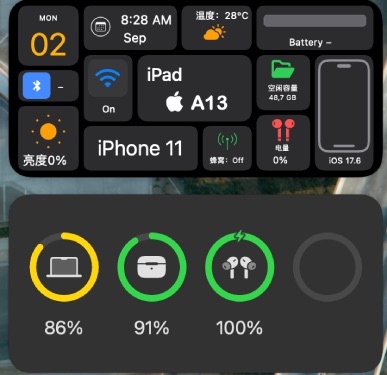 MON
02
8:28 AM
Sep
温度：28°C
Battery –
–
On
iPad
A13
空闲容量
48,7 GB
亮度0%
iPhone 11
蜂窝：Off
电量
0%
iOS 17.6
86%
91%
100%